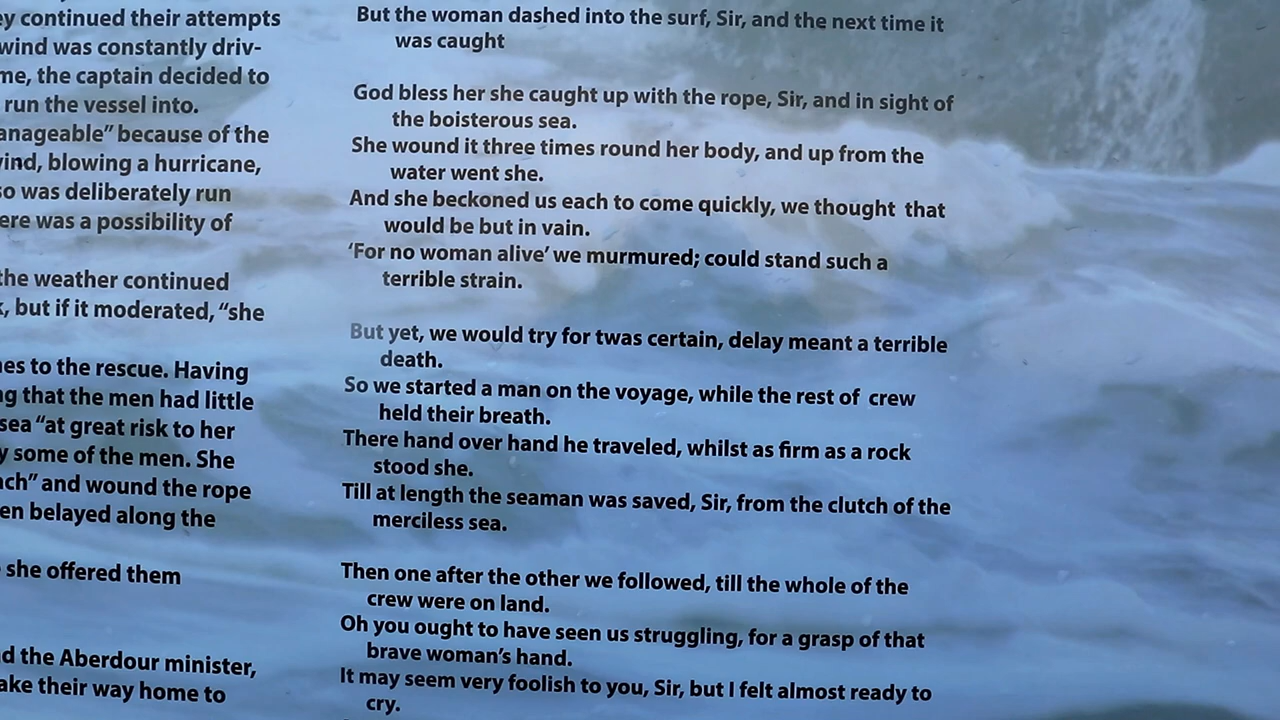 continued their attempts
wind was constantly driv-
the captain decided to
run the vessel into.
because of the
wind, blowing a hurricane,
so was deliberately run
was a possibility of
the weather continued
but if it moderated, “she
to the rescue. Having
that the men had little
sea “at great risk to her
some of the men. She
and wound the rope
belayed along the
she offered them
the Aberdour minister,
their way home to
But the woman dashed into the surf, Sir, and the next time it
was caught
God bless her she caught up with the rope, Sir, and in sight of
the boisterous sea.
She wound it three times round her body, and up from the
water went she.
And she beckoned us each to come quickly, we thought that
would be but in vain.
‘For no woman alive’ we murmured; could stand such a
terrible strain.
But yet, we would try for twas certain, delay meant a terrible
death.
So we started a man on the voyage, while the rest of crew
held their breath.
There hand over hand he traveled, whilst as firm as a rock
stood she.
Till at length the seaman was saved, Sir, from the clutch of the
merciless sea.
Then one after the other we followed, till the whole of the
crew were on land.
Oh you ought to have seen us struggling, for a grasp of that
brave woman’s hand.
It may seem very foolish to you, Sir, but I felt almost ready to
cry.